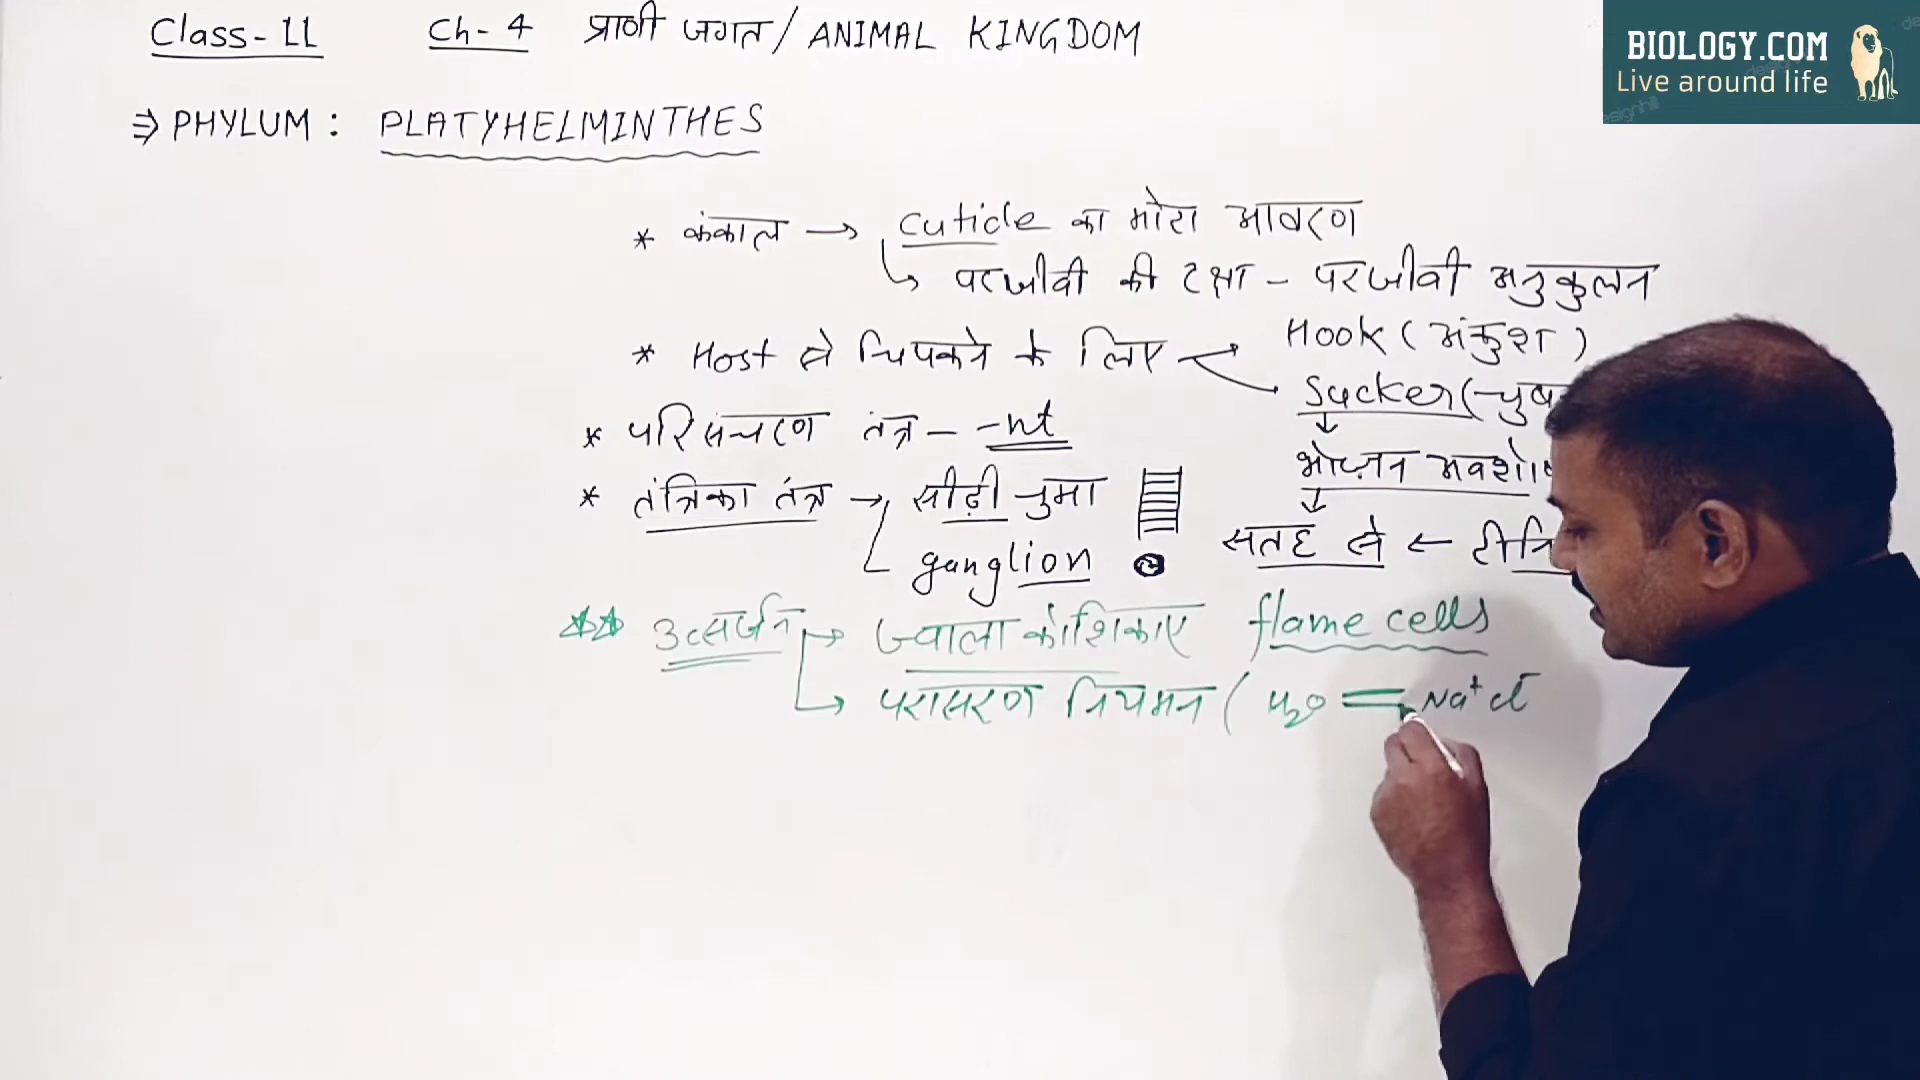 Class-11 Ch-4 प्राणी जगत/ANIMAL KINGDOM
BIOLOGY.COM
Live around life
⇒ PHYLUM : PLATYHELMINTHES
* कंकाल → cuticle का मोटा आवरण
↳ परजीवी की रक्षा - परजीवी अनुकुलन
* Host से चिपकने के लिए Hook (अंकुश)
Sucker (चुष
* परिसंचरण तंत्र - -nt
भोजन अवशोष
* तंत्रिका तंत्र → सीढ़ी नुमा
सतह से ←
ganglion
** उत्सर्जन → ज्वाला कोशिकाए flame cells
↳ परासरण नियमन ( H2O = Na+ Cl-